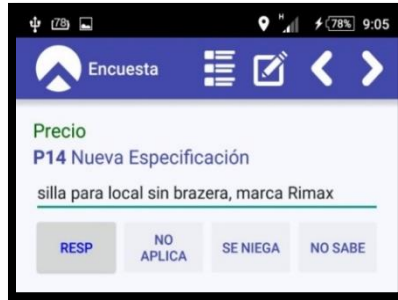 78 H 78% 9:05
Encuesta
Precio
P14 Nueva Especificación
silla para local sin brazera, marca Rimax
RESP NO APLICA SE NIEGA NO SABE